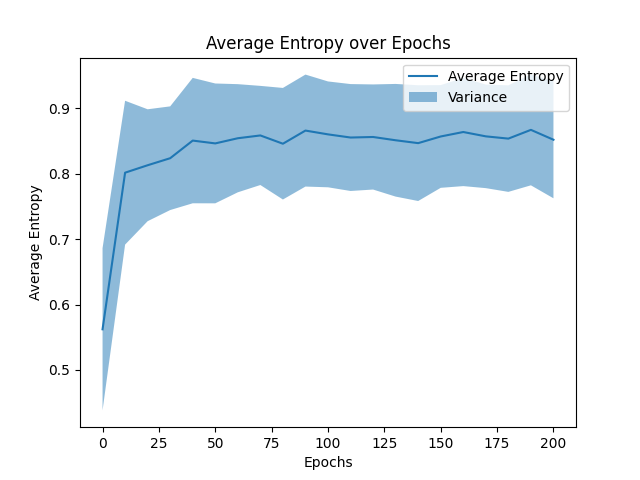 Average Entropy over Epochs
Average Entropy
Variance
Average Entropy
0.9
0.8
0.7
0.6
0.5
0 25 50 75 100 125 150 175 200
Epochs